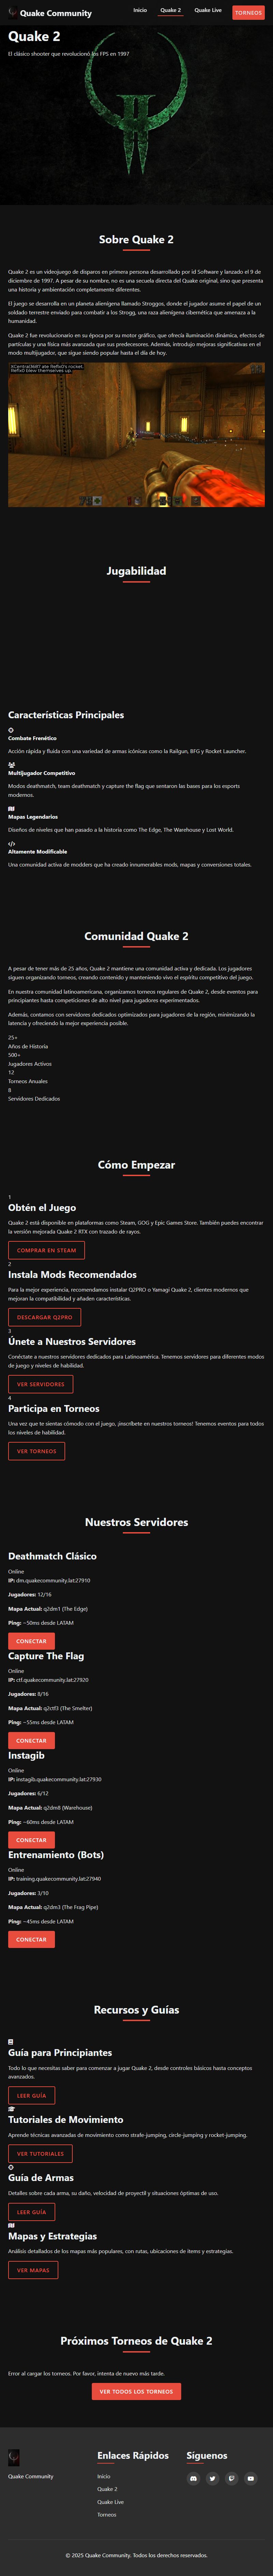 Quake Community
Inicio
Quake 2
Quake Live
TORNEOS
Quake 2
El clásico shooter que revolucionó los FPS en 1997
Sobre Quake 2
Quake 2 es un videojuego de disparos en primera persona desarrollado por id Software y lanzado el 9 de
diciembre de 1997. A pesar de su nombre, no es una secuela directa del Quake original, sino que presenta
una historia y ambientación completamente diferentes.
El juego se desarrolla en un planeta alienígena llamado Stroggos, donde el jugador asume el papel de un
soldado terrestre enviado para combatir a los Strogg, una raza alienígena cibernética que amenaza a la
humanidad.
Quake 2 fue revolucionario en su época por su motor gráfico, que ofrecía iluminación dinámica, efectos de
partículas y una física más avanzada que sus predecesores. Además, introdujo mejoras significativas en el
modo multijugador, que sigue siendo popular hasta el día de hoy.
Jugabilidad
Características Principales
Combate Frenético
Acción rápida y fluida con una variedad de armas icónicas como la Railgun, BFG y Rocket Launcher.
Multijugador Competitivo
Modos deathmatch, team deathmatch y capture the flag que sentaron las bases para los esports
modernos.
Mapas Legendarios
Diseños de niveles que han pasado a la historia como The Edge, The Warehouse y Lost World.
Altamente Modificable
Una comunidad activa de modders que ha creado innumerables mods, mapas y conversiones totales.
Comunidad Quake 2
A pesar de tener más de 25 años, Quake 2 mantiene una comunidad activa y dedicada. Los jugadores
siguen organizando torneos, creando contenido y manteniendo vivo el espíritu competitivo del juego.
En nuestra comunidad latinoamericana, organizamos torneos regulares de Quake 2, desde eventos para
principiantes hasta competiciones de alto nivel para jugadores experimentados.
Además, contamos con servidores dedicados optimizados para jugadores de la región, minimizando la
latencia y ofreciendo la mejor experiencia posible.
25+
Años de Historia
500+
Jugadores Activos
12
Torneos Anuales
8
Servidores Dedicados
Cómo Empezar
1
Obtén el Juego
Quake 2 está disponible en plataformas como Steam, GOG y Epic Games Store. También puedes encontrar
la versión mejorada Quake 2 RTX con trazado de rayos.
COMPRAR EN STEAM
2
Instala Mods Recomendados
Para la mejor experiencia, recomendamos instalar Q2PRO o Yamagi Quake 2, clientes modernos que
mejoran la compatibilidad y añaden características.
DESCARGAR Q2PRO
3
Únete a Nuestros Servidores
Conéctate a nuestros servidores dedicados para Latinoamérica. Tenemos servidores para diferentes modos
de juego y niveles de habilidad.
VER SERVIDORES
4
Participa en Torneos
Una vez que te sientas cómodo con el juego, ¡inscríbete en nuestros torneos! Tenemos eventos para todos
los niveles de habilidad.
VER TORNEOS
Nuestros Servidores
Deathmatch Clásico
Online
IP: dm.quakecommunity.lat:27910
Jugadores: 12/16
Mapa Actual: q2dm1 (The Edge)
Ping: ~50ms desde LATAM
CONECTAR
Capture The Flag
Online
IP: ctf.quakecommunity.lat:27920
Jugadores: 8/16
Mapa Actual: q2ctf3 (The Smelter)
Ping: ~55ms desde LATAM
CONECTAR
Instagib
Online
IP: instagib.quakecommunity.lat:27930
Jugadores: 6/12
Mapa Actual: q2dm8 (Warehouse)
Ping: ~60ms desde LATAM
CONECTAR
Entrenamiento (Bots)
Online
IP: training.quakecommunity.lat:27940
Jugadores: 3/10
Mapa Actual: q2dm3 (The Frag Pipe)
Ping: ~45ms desde LATAM
CONECTAR
Recursos y Guías
Guía para Principiantes
Todo lo que necesitas saber para comenzar a jugar Quake 2, desde controles básicos hasta conceptos
avanzados.
LEER GUÍA
Tutoriales de Movimiento
Aprende técnicas avanzadas de movimiento como strafe-jumping, circle-jumping y rocket-jumping.
VER TUTORIALES
Guía de Armas
Detalles sobre cada arma, su daño, velocidad de proyectil y situaciones óptimas de uso.
LEER GUÍA
Mapas y Estrategias
Análisis detallados de los mapas más populares, con rutas, ubicaciones de ítems y estrategias.
VER MAPAS
Próximos Torneos de Quake 2
Error al cargar los torneos. Por favor, intenta de nuevo más tarde.
VER TODOS LOS TORNEOS
Quake Community
Enlaces Rápidos
Inicio
Quake 2
Quake Live
Torneos
Síguenos
© 2025 Quake Community. Todos los derechos reservados.